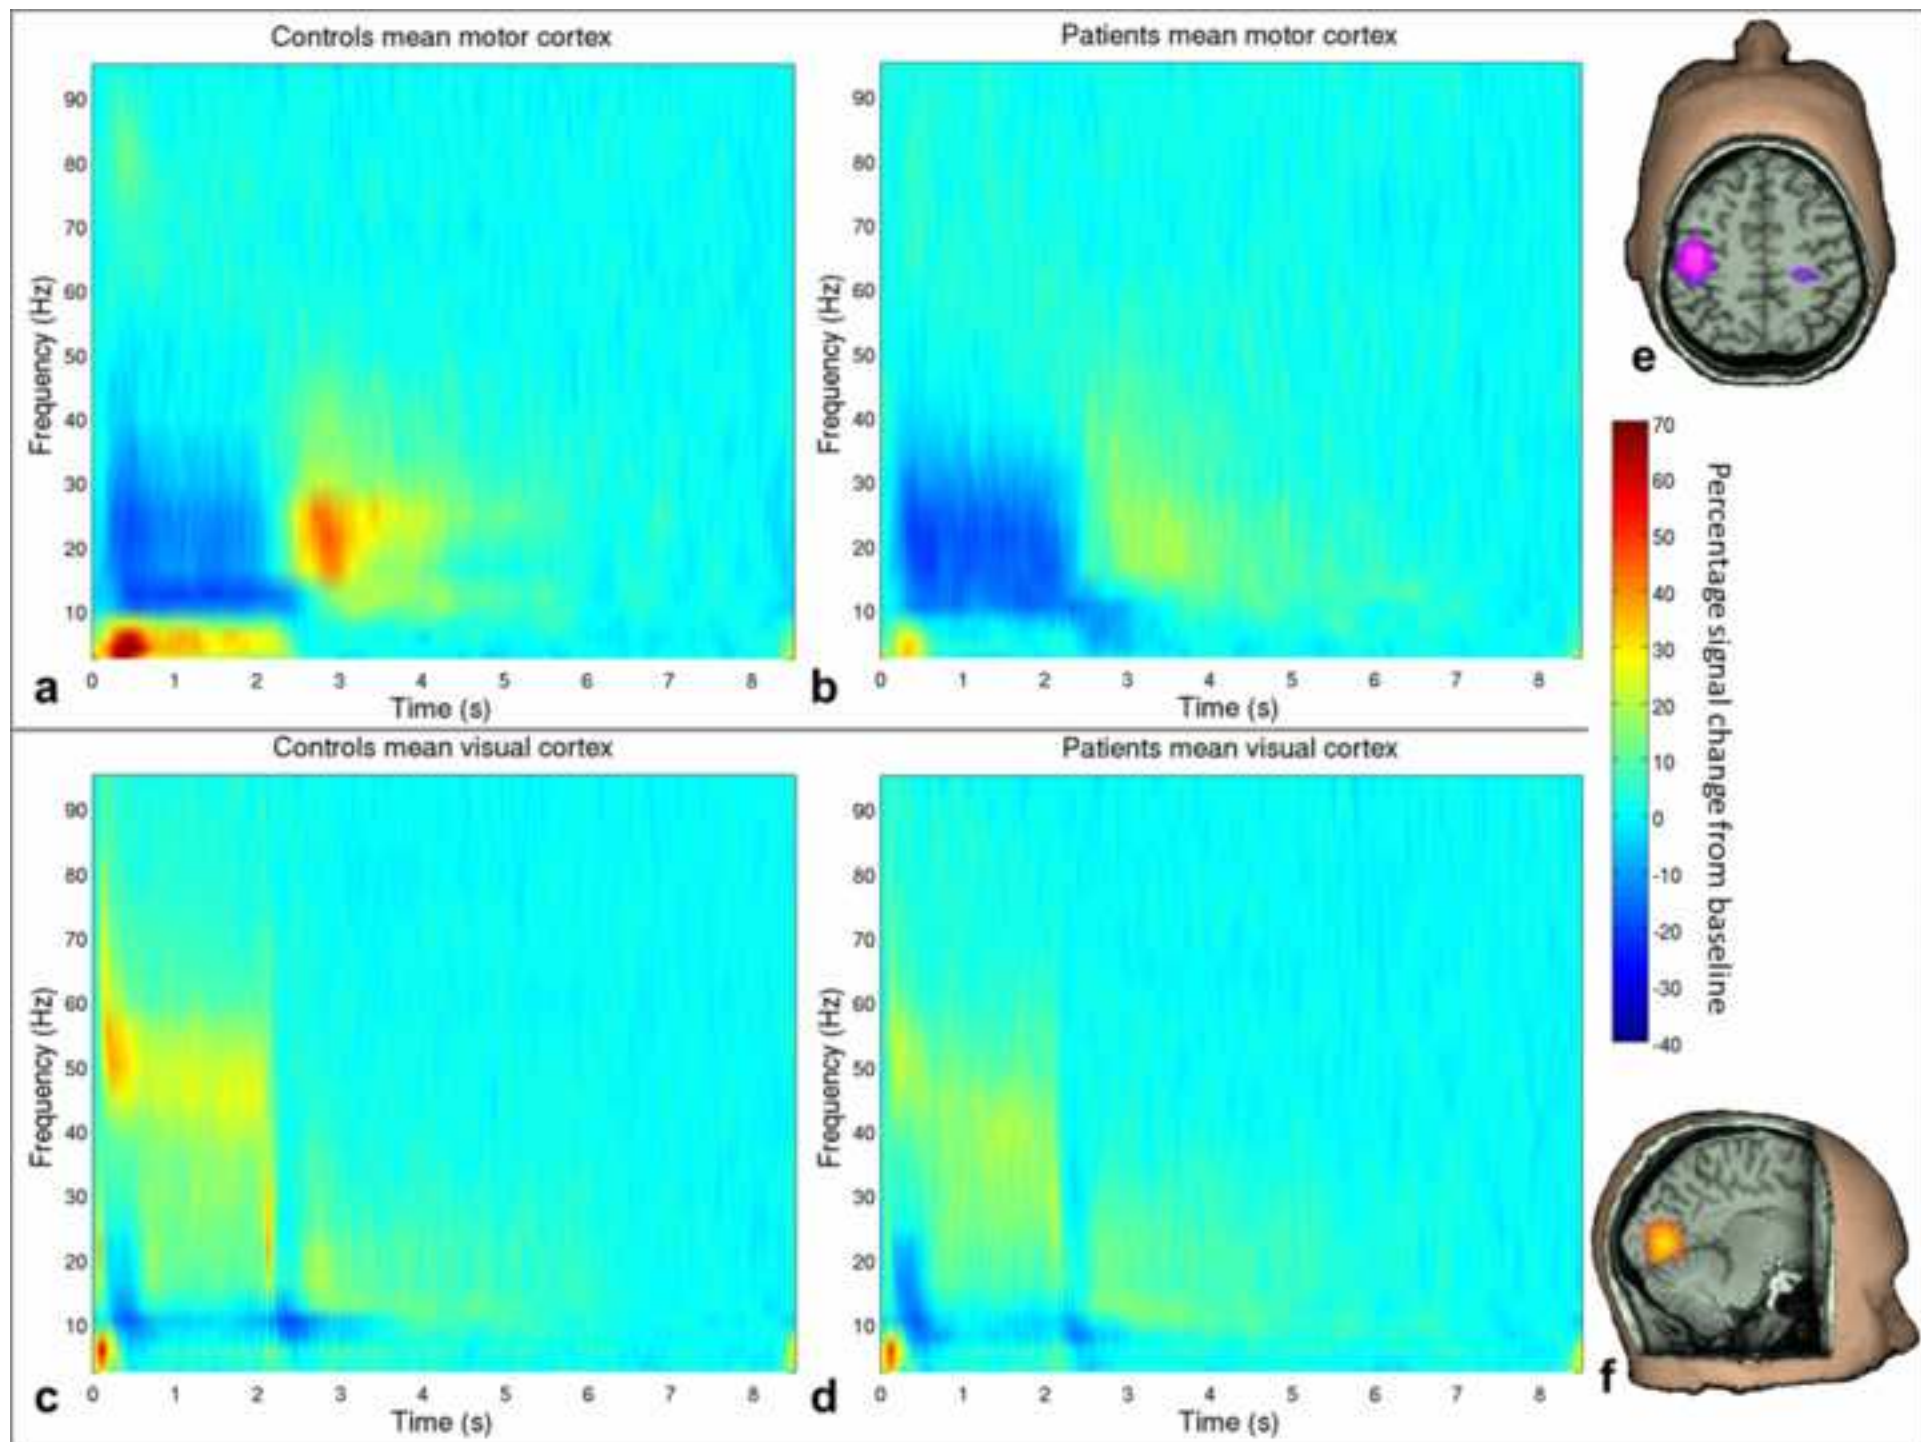 Controls mean motor cortex
Frequency (Hz)
90
80
70
60
50
40
30
20
10
0 1 2 3 4 5 6 7 8
Time (s)
a
Patients mean motor cortex
Frequency (Hz)
90
80
70
60
50
40
30
20
10
0 1 2 3 4 5 6 7 8
Time (s)
b
e
70
60
50
40
30
20
10
0
-10
-20
-30
-40
Percentage signal change from baseline
Controls mean visual cortex
Frequency (Hz)
90
80
70
60
50
40
30
20
10
0 1 2 3 4 5 6 7 8
Time (s)
c
Patients mean visual cortex
Frequency (Hz)
90
80
70
60
50
40
30
20
10
0 1 2 3 4 5 6 7 8
Time (s)
d
f